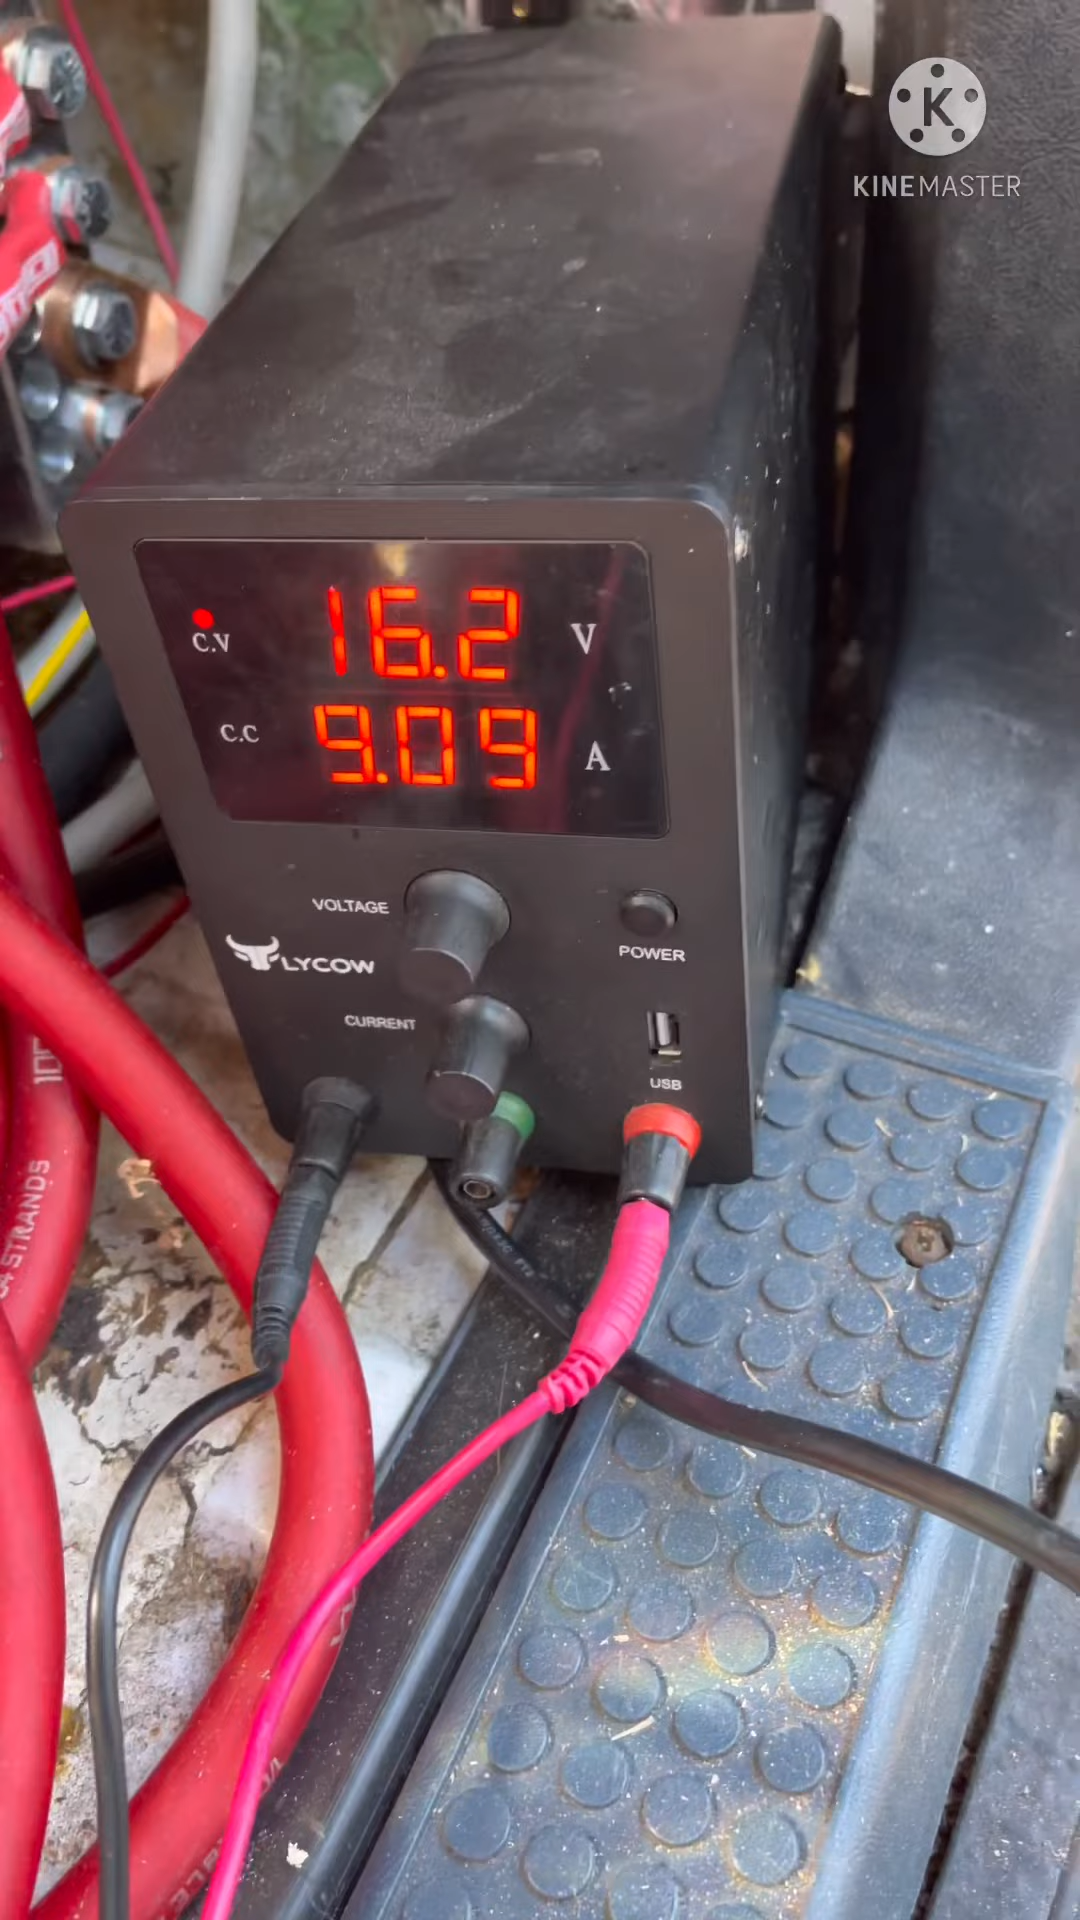 K
KINEMASTER
16.2 V
C.V
9.09 A
C.C
VOLTAGE
POWER
LYCOW
CURRENT
USB
STRANDS